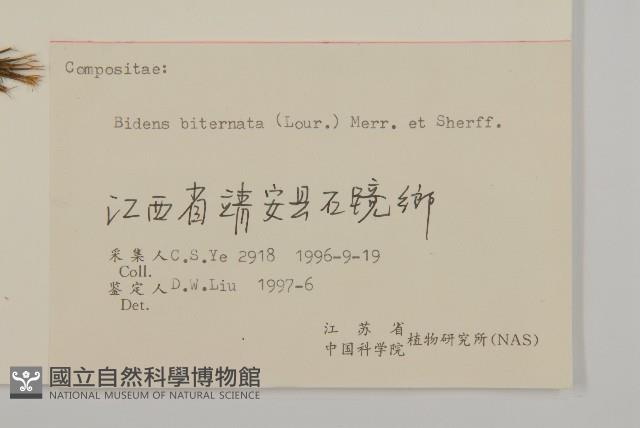 Compositae:
Bidens biternata (Lour.) Merr. et Sherff.
江西省靖安县石镜乡
采集人 C.S.Ye 2918 1996-9-19
Coll.
鉴定人 D.W.Liu 1997-6
Det.
江苏省
中国科学院 植物研究所(NAS)
國立自然科學博物館
NATIONAL MUSEUM OF NATURAL SCIENCE